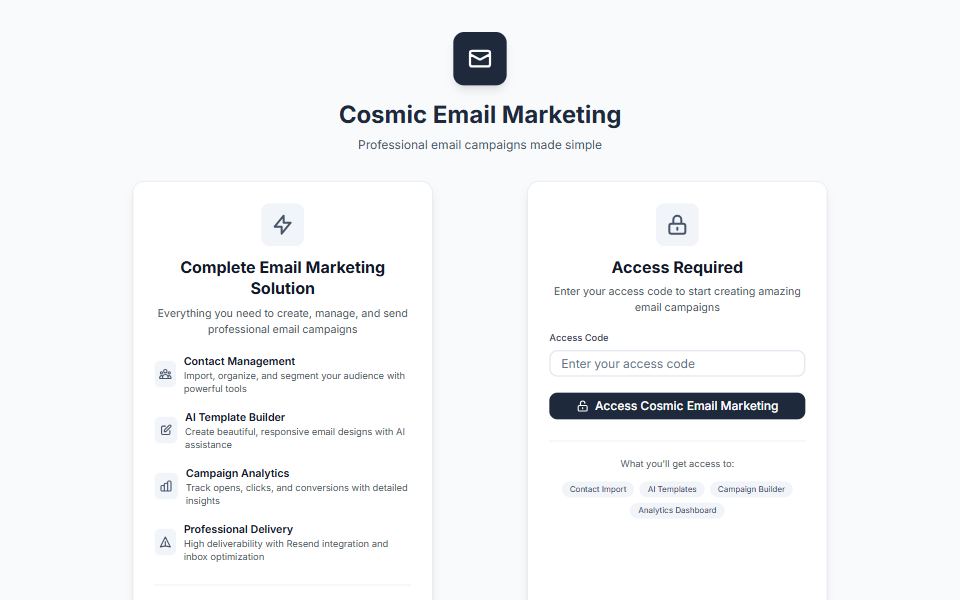 Cosmic Email Marketing
Professional email campaigns made simple
Complete Email Marketing
Solution
Everything you need to create, manage, and send
professional email campaigns
Contact Management
Import, organize, and segment your audience with
powerful tools
AI Template Builder
Create beautiful, responsive email designs with AI
assistance
Campaign Analytics
Track opens, clicks, and conversions with detailed
insights
Professional Delivery
High deliverability with Resend integration and
inbox optimization
Access Required
Enter your access code to start creating amazing
email campaigns
Access Code
Enter your access code
Access Cosmic Email Marketing
What you'll get access to:
Contact Import
AI Templates
Campaign Builder
Analytics Dashboard